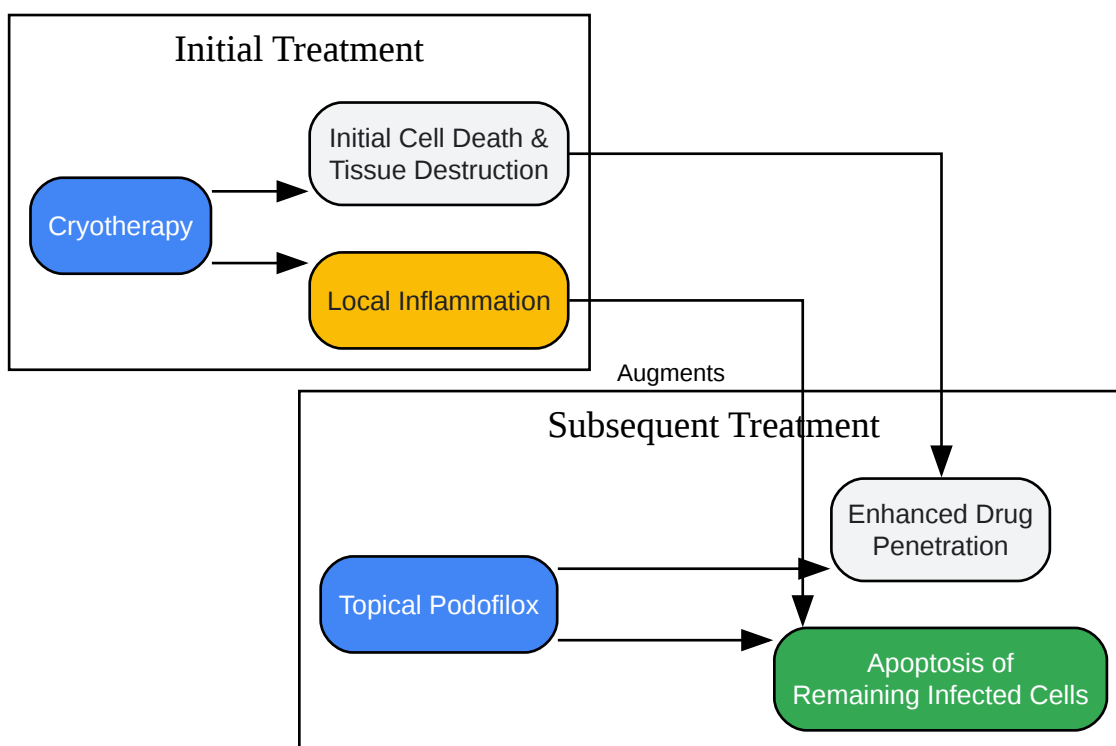 Initial Treatment
Initial Cell Death &
Tissue Destruction
Cryotherapy
Local Inflammation
Augments
Subsequent Treatment
Enhanced Drug
Penetration
Topical Podofilox
Apoptosis of
Remaining Infected Cells